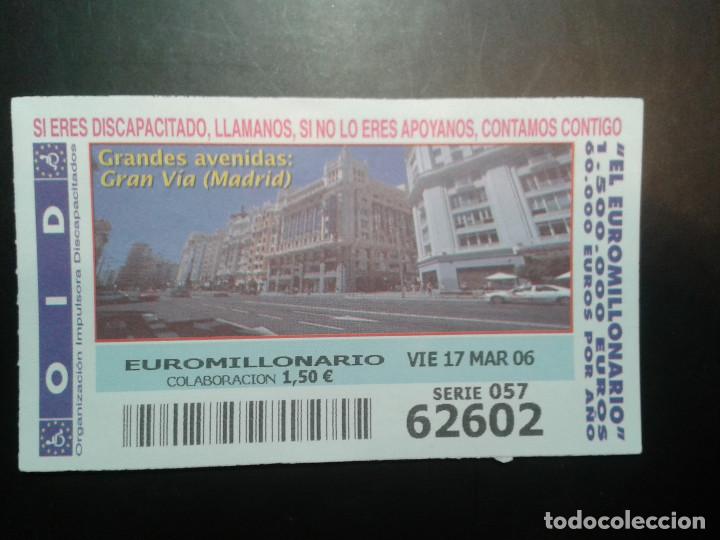 SI ERES DISCAPACITADO, LLAMANOS, SI NO LO ERES APOYANOS, CONTAMOS CONTIGO
OID
Organización Impulsora Discapacitados
Grandes avenidas:
Gran Vía (Madrid)
"EL EUROMILLONARIO"
1.500.000 EUROS
60.000 EUROS POR AÑO
EUROMILLONARIO VIE 17 MAR 06
COLABORACION 1,50 €
SERIE 057
62602
todocoleccion.net